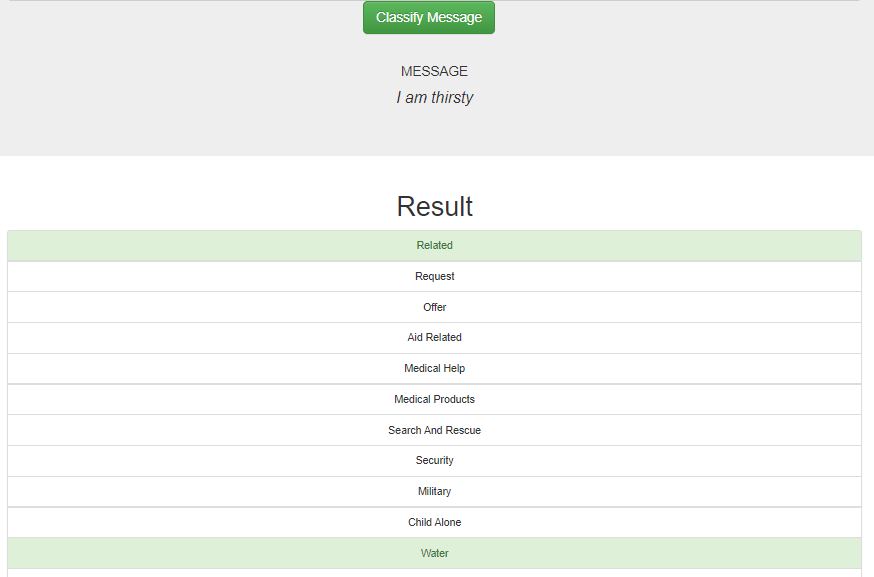 Classify Message
MESSAGE
I am thirsty
Result
Related
Request
Offer
Aid Related
Medical Help
Medical Products
Search And Rescue
Security
Military
Child Alone
Water